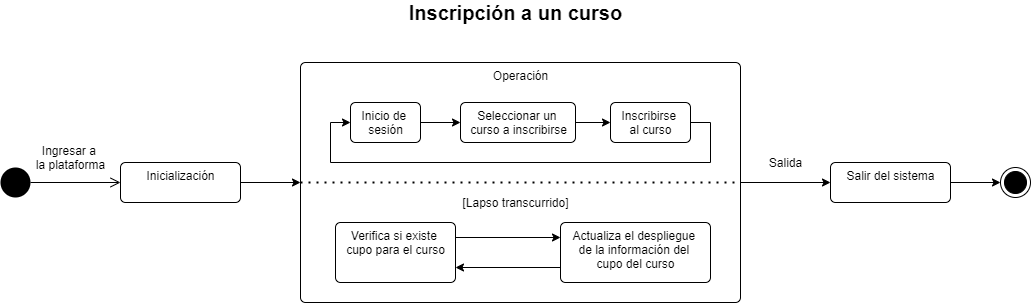 Inscripción a un curso
Operación
Inicio de
sesión
Seleccionar un
curso a inscribirse
Inscribirse
al curso
Ingresar a
la plataforma
Inicialización
Salida
Salir del sistema
[Lapso transcurrido]
Verifica si existe
cupo para el curso
Actualiza el despliegue
de la información del
cupo del curso